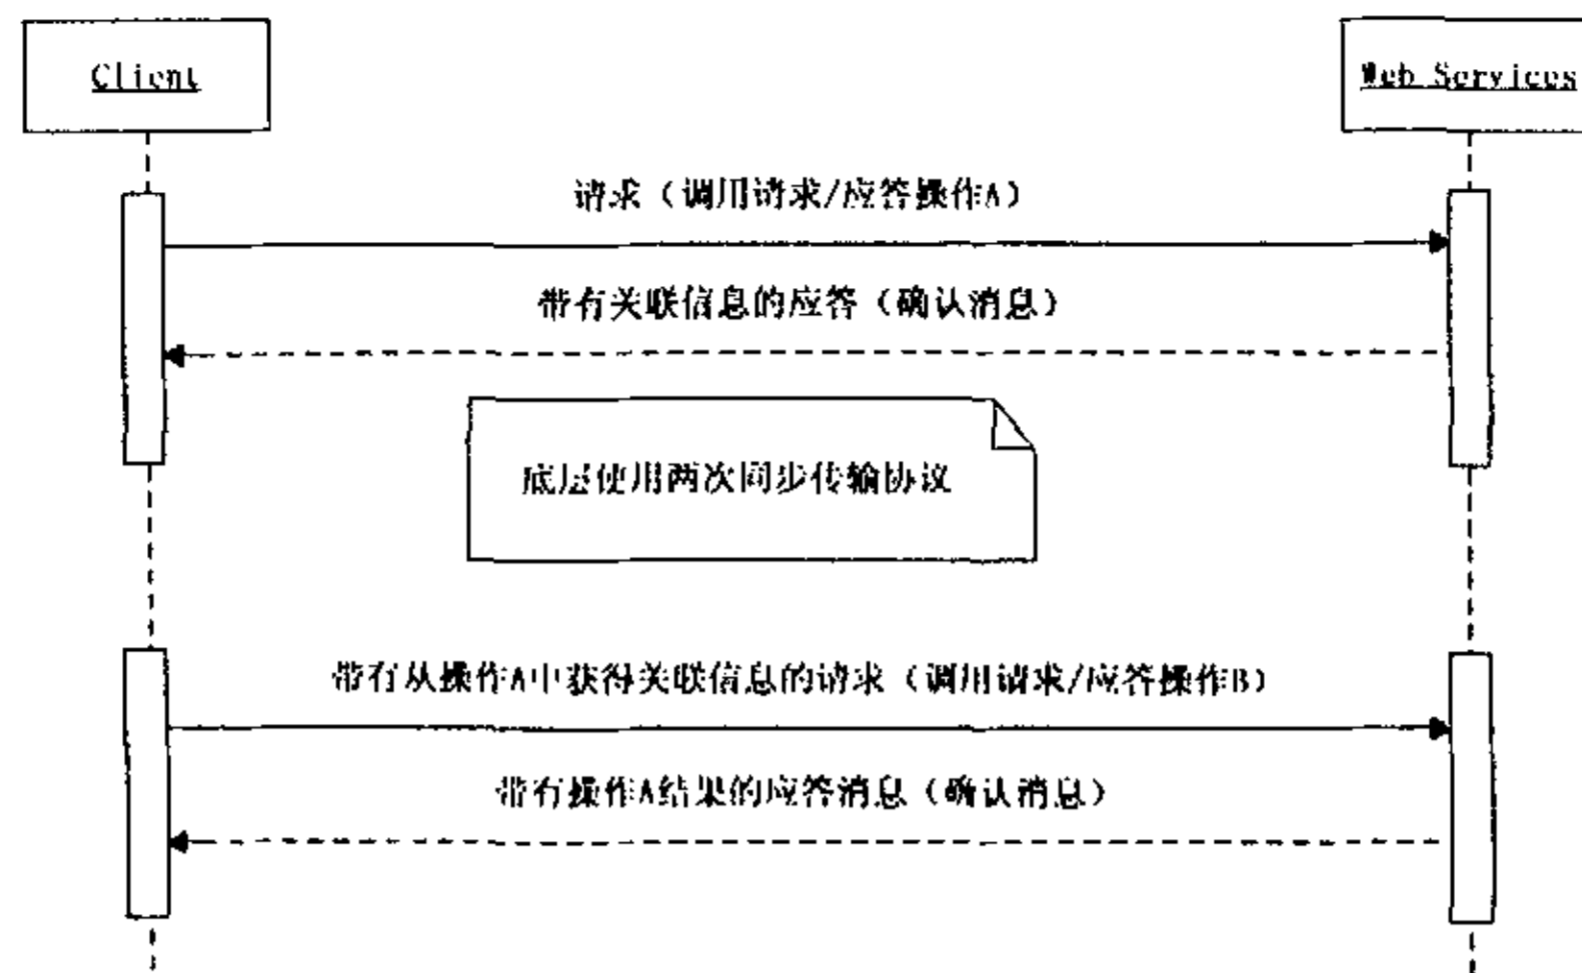 Client
Web Services
请求（调用请求/应答操作A）
带有关联信息的应答（确认消息）
底层使用两次同步传输协议
带有从操作A中获得关联信息的请求（调用请求/应答操作B）
带有操作A结果的应答消息（确认消息）